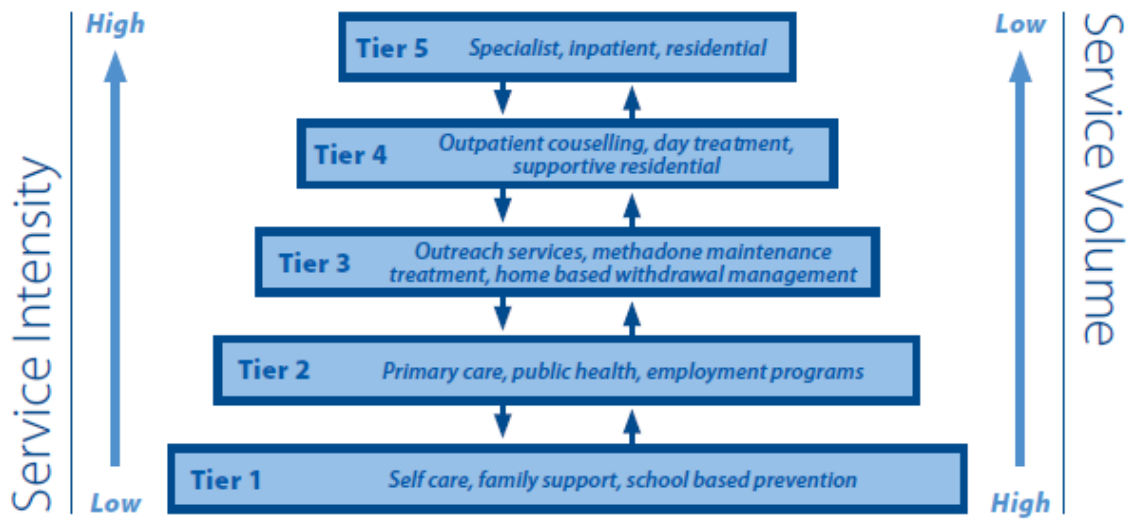 High
Low
Service Intensity
Tier 5 Specialist, inpatient, residential
Tier 4 Outpatient couselling, day treatment,
supportive residential
Tier 3 Outreach services, methadone maintenance
treatment, home based withdrawal management
Tier 2 Primary care, public health, employment programs
Tier 1 Self care, family support, school based prevention
Low
High
Service Volume